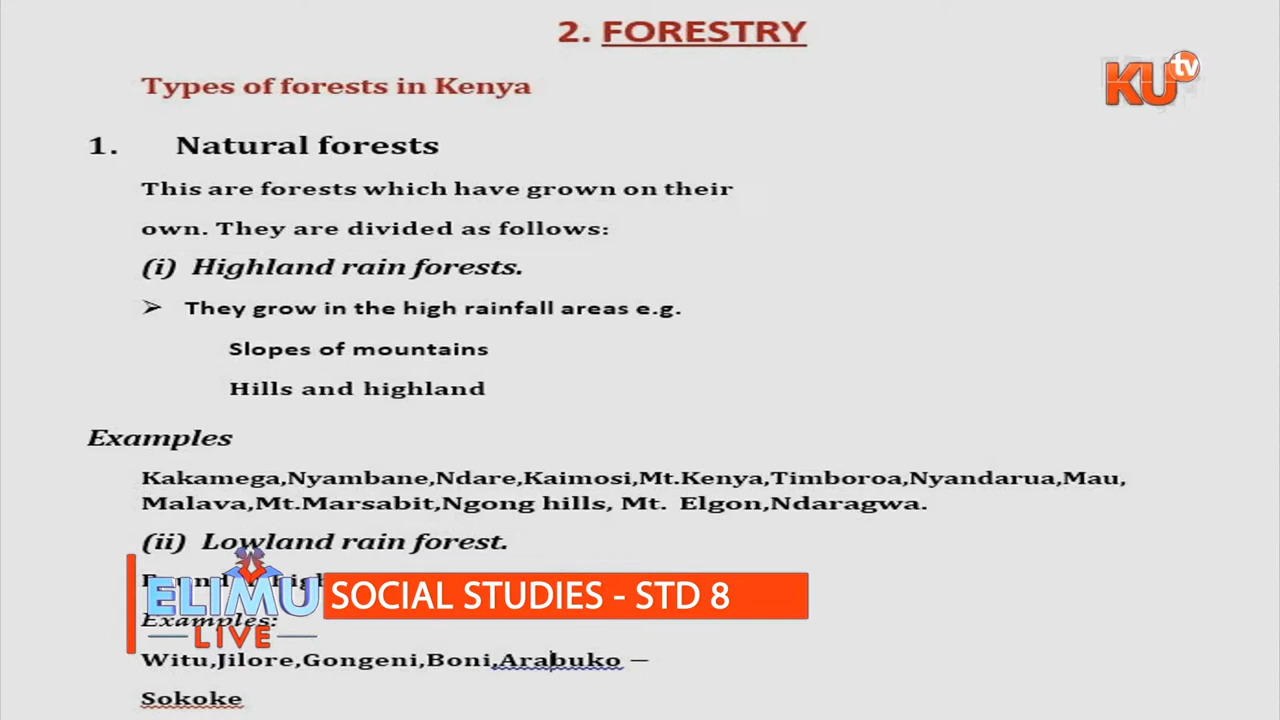 2. FORESTRY
KU tv
Types of forests in Kenya
1. Natural forests
This are forests which have grown on their
own. They are divided as follows:
(i) Highland rain forests.
➢ They grow in the high rainfall areas e.g.
Slopes of mountains
Hills and highland
Examples
Kakamega,Nyambane,Ndare,Kaimosi,Mt.Kenya,Timboroa,Nyandarua,Mau,
Malava,Mt.Marsabit,Ngong hills, Mt. Elgon,Ndaragwa.
(ii) Lowland rain forest.
ELIMU
LIVE
SOCIAL STUDIES - STD 8
Examples:
Witu,Jilore,Gongeni,Boni,Arabuko –
Sokoke